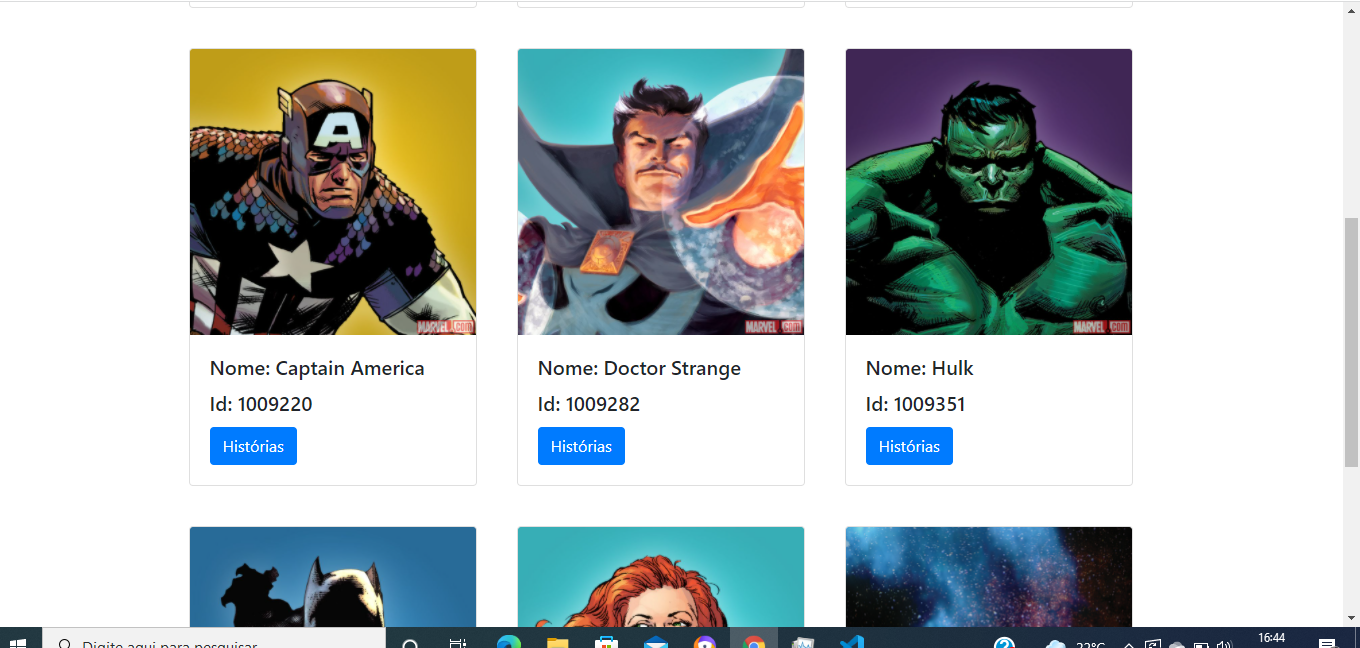 A
MARVEL.COM
MARVEL.COM
MARVEL.COM
Nome: Captain America
Nome: Doctor Strange
Nome: Hulk
Id: 1009220
Id: 1009282
Id: 1009351
Histórias
Histórias
Histórias
Digite aqui para pesquisar
22°C
16:44